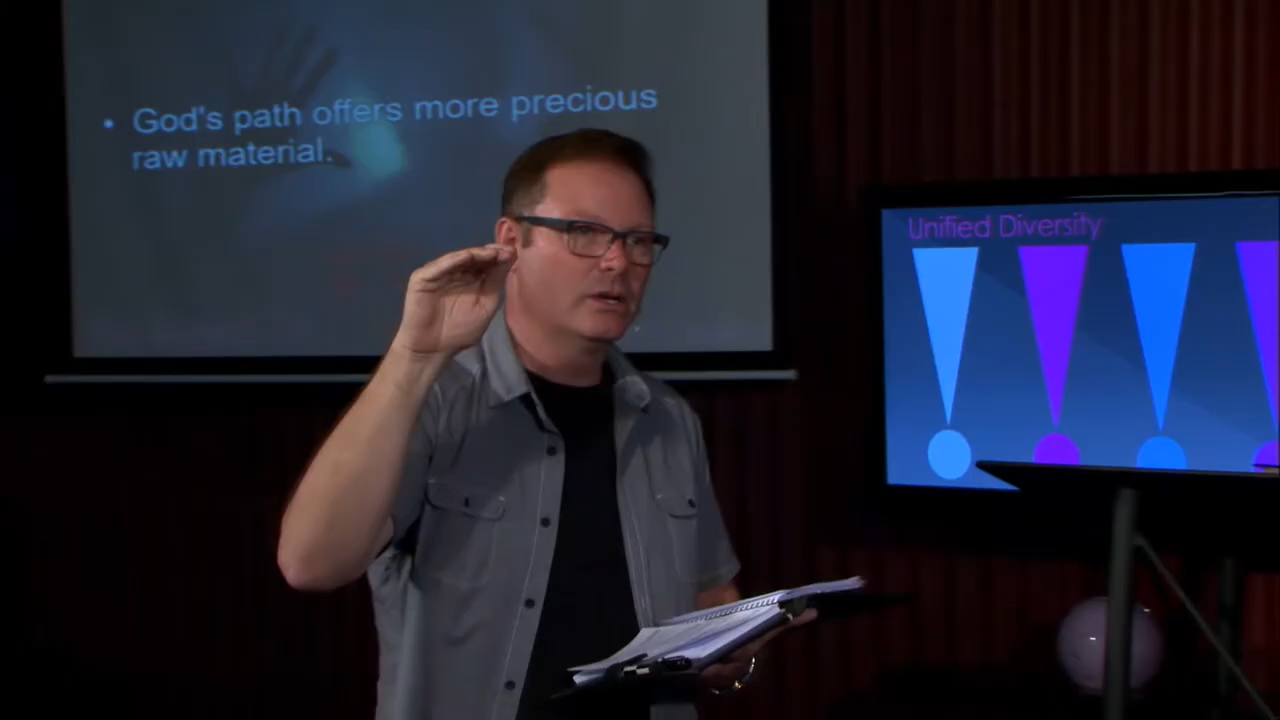 • God's path offers more precious
raw material.
Unified Diversity